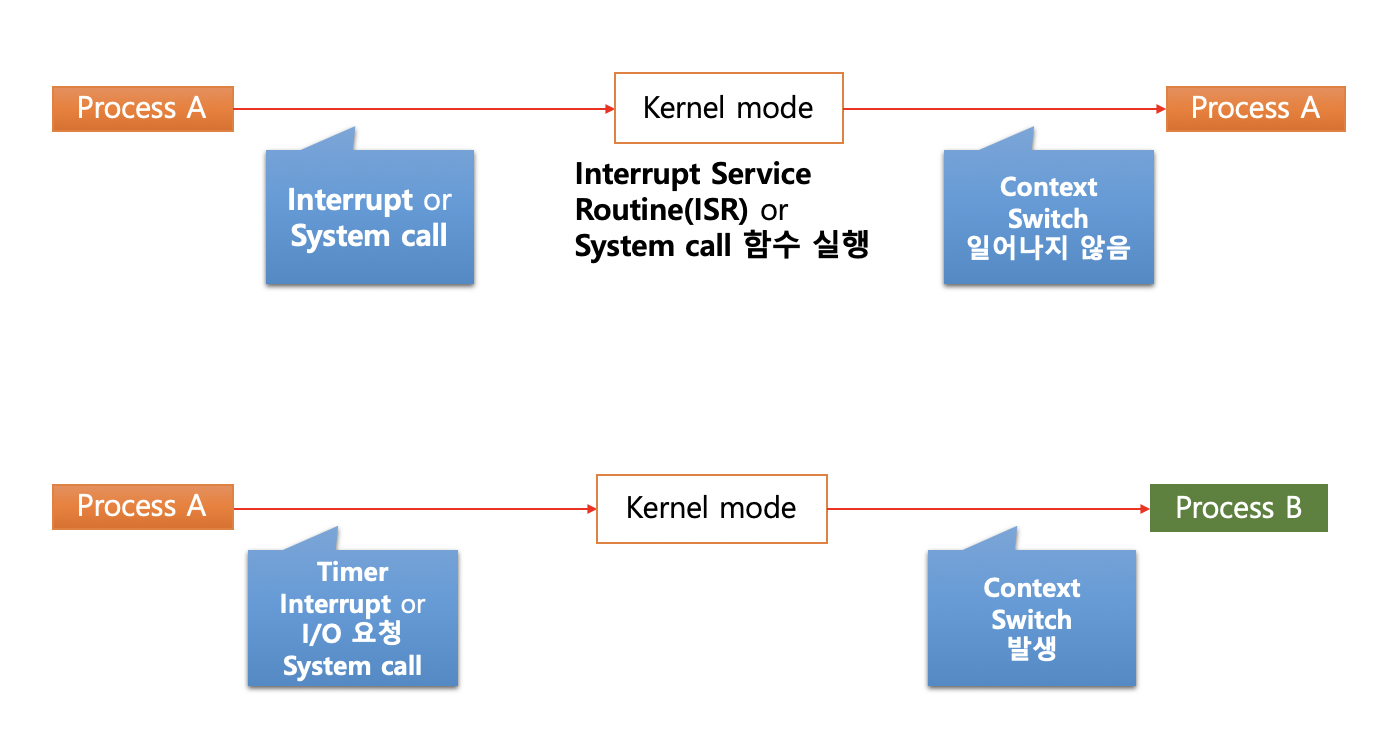 Process A
Kernel mode
Process A
Interrupt or
System call
Interrupt Service
Routine(ISR) or
System call 함수 실행
Context
Switch
일어나지 않음
Process A
Kernel mode
Process B
Timer
Interrupt or
I/O 요청
System call
Context
Switch
발생